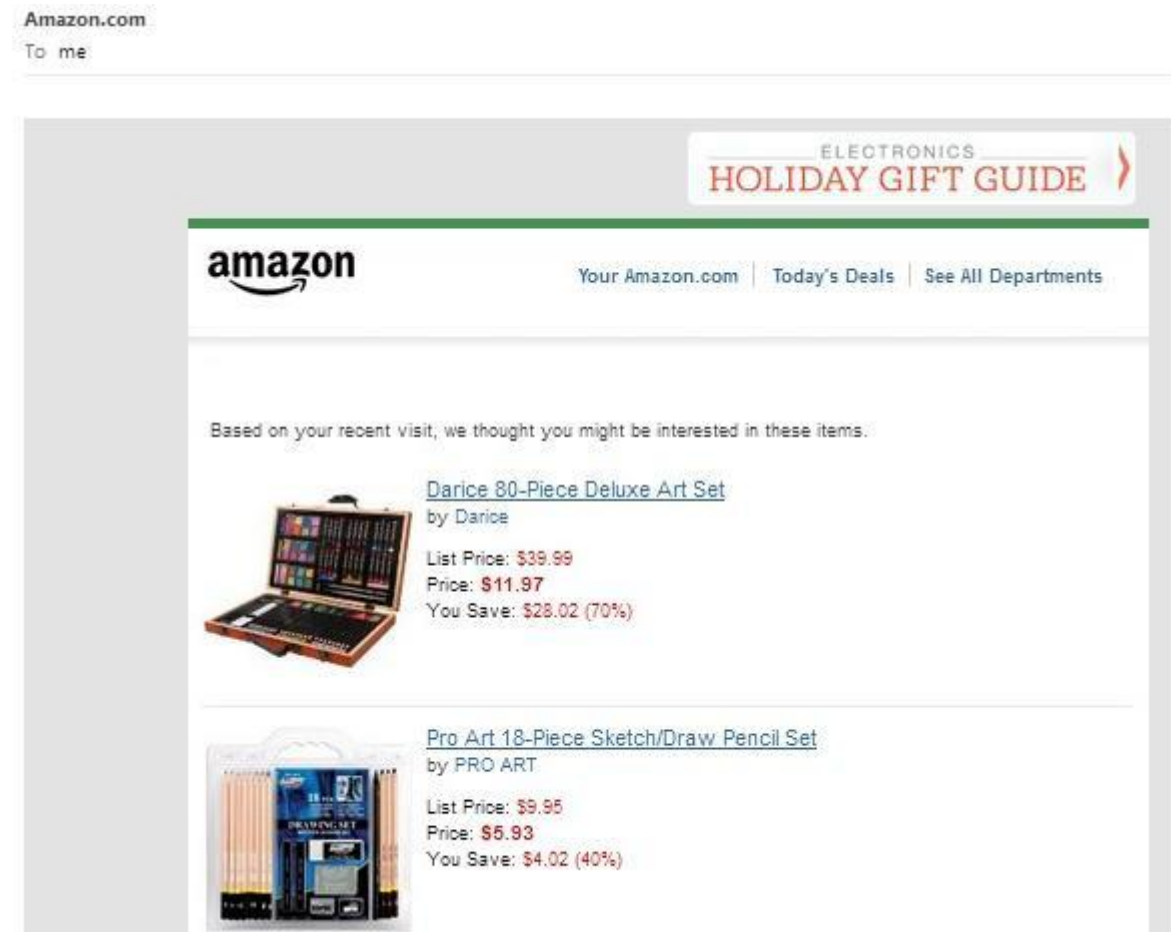 Amazon.com
To me
ELECTRONICS
HOLIDAY GIFT GUIDE
amazon
Your Amazon.com | Today's Deals | See All Departments
Based on your recent visit, we thought you might be interested in these items.
Darice 80-Piece Deluxe Art Set
by Darice
List Price: $39.99
Price: $11.97
You Save: $28.02 (70%)
Pro Art 18-Piece Sketch/Draw Pencil Set
by PRO ART
List Price: $9.95
Price: $5.93
You Save: $4.02 (40%)
DRAWING SET